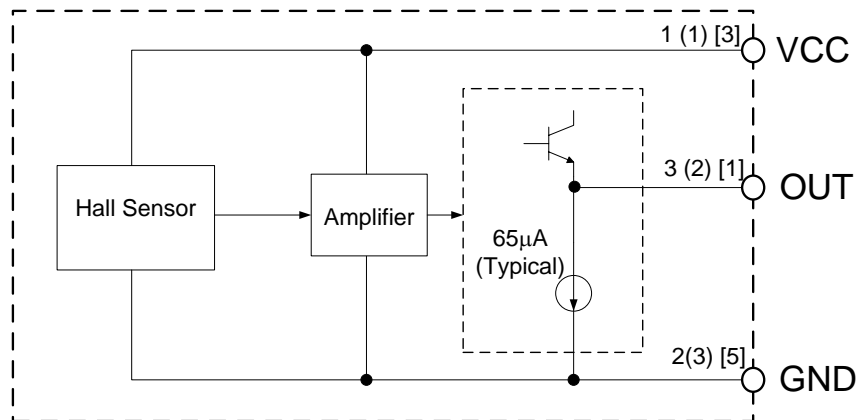 1 (1) [3]
VCC
Hall Sensor
Amplifier
3 (2) [1]
OUT
65μA
(Typical)
2(3) [5]
GND